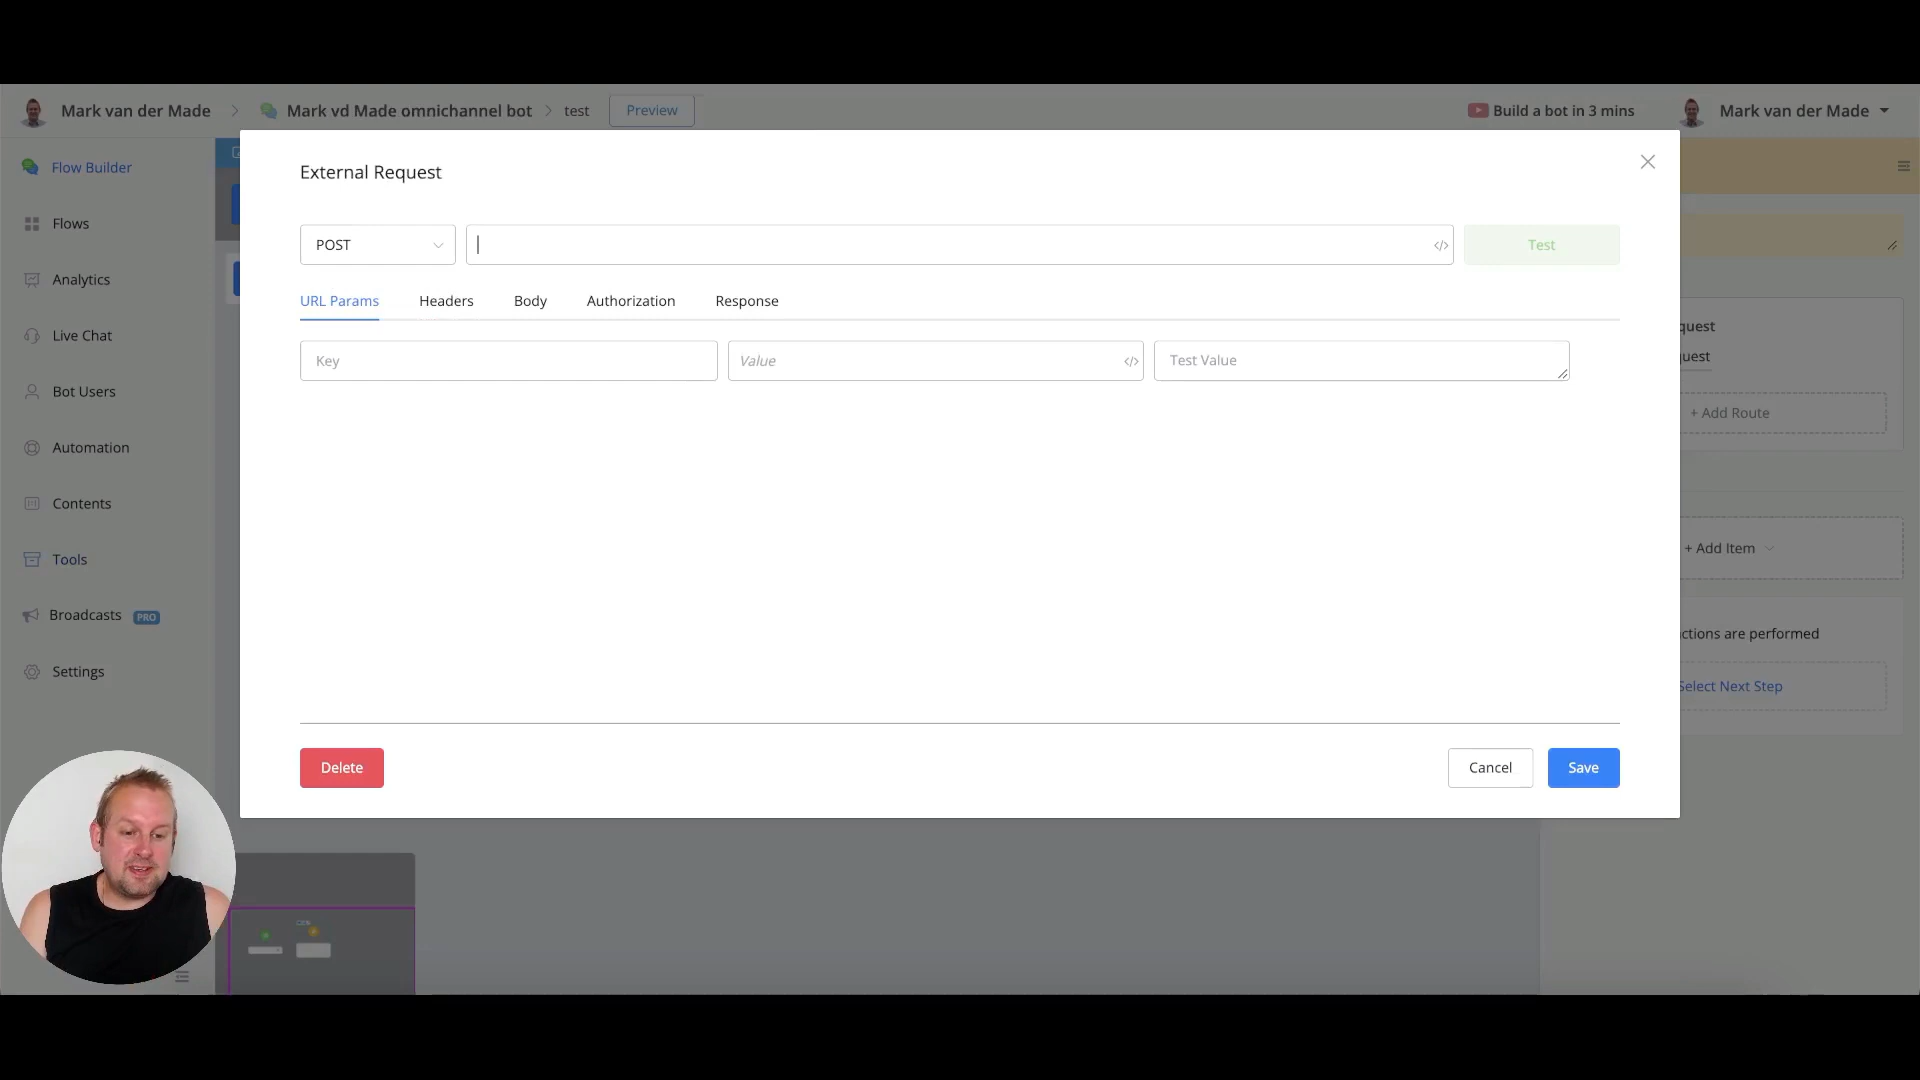 Mark van der Made
Mark vd Made omnichannel bot
test
Preview
Build a bot in 3 mins
Mark van der Made
Flow Builder
Flows
Analytics
Live Chat
Bot Users
Automation
Contents
Tools
Broadcasts PRO
Settings
External Request
POST
</>
Test
URL Params
Headers
Body
Authorization
Response
Key
Value
</>
Test Value
Delete
Cancel
Save
quest
uest
+ Add Route
+ Add Item
ctions are performed
Select Next Step